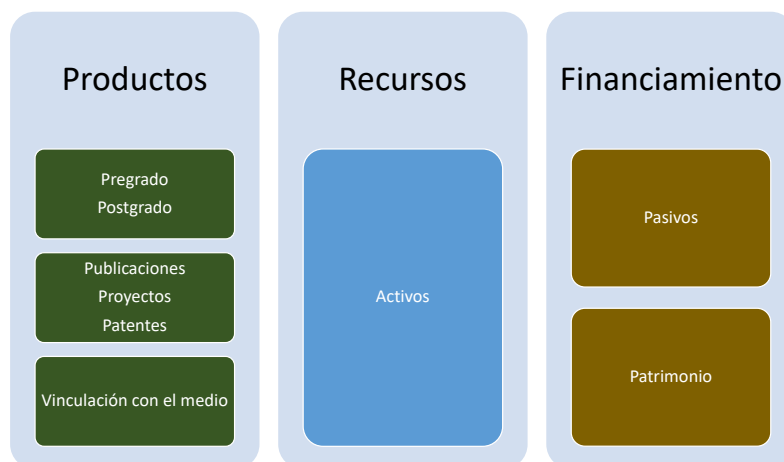 Productos
Pregrado
Postgrado
Publicaciones
Proyectos
Patentes
Vinculación con el medio
Recursos
Activos
Financiamiento
Pasivos
Patrimonio